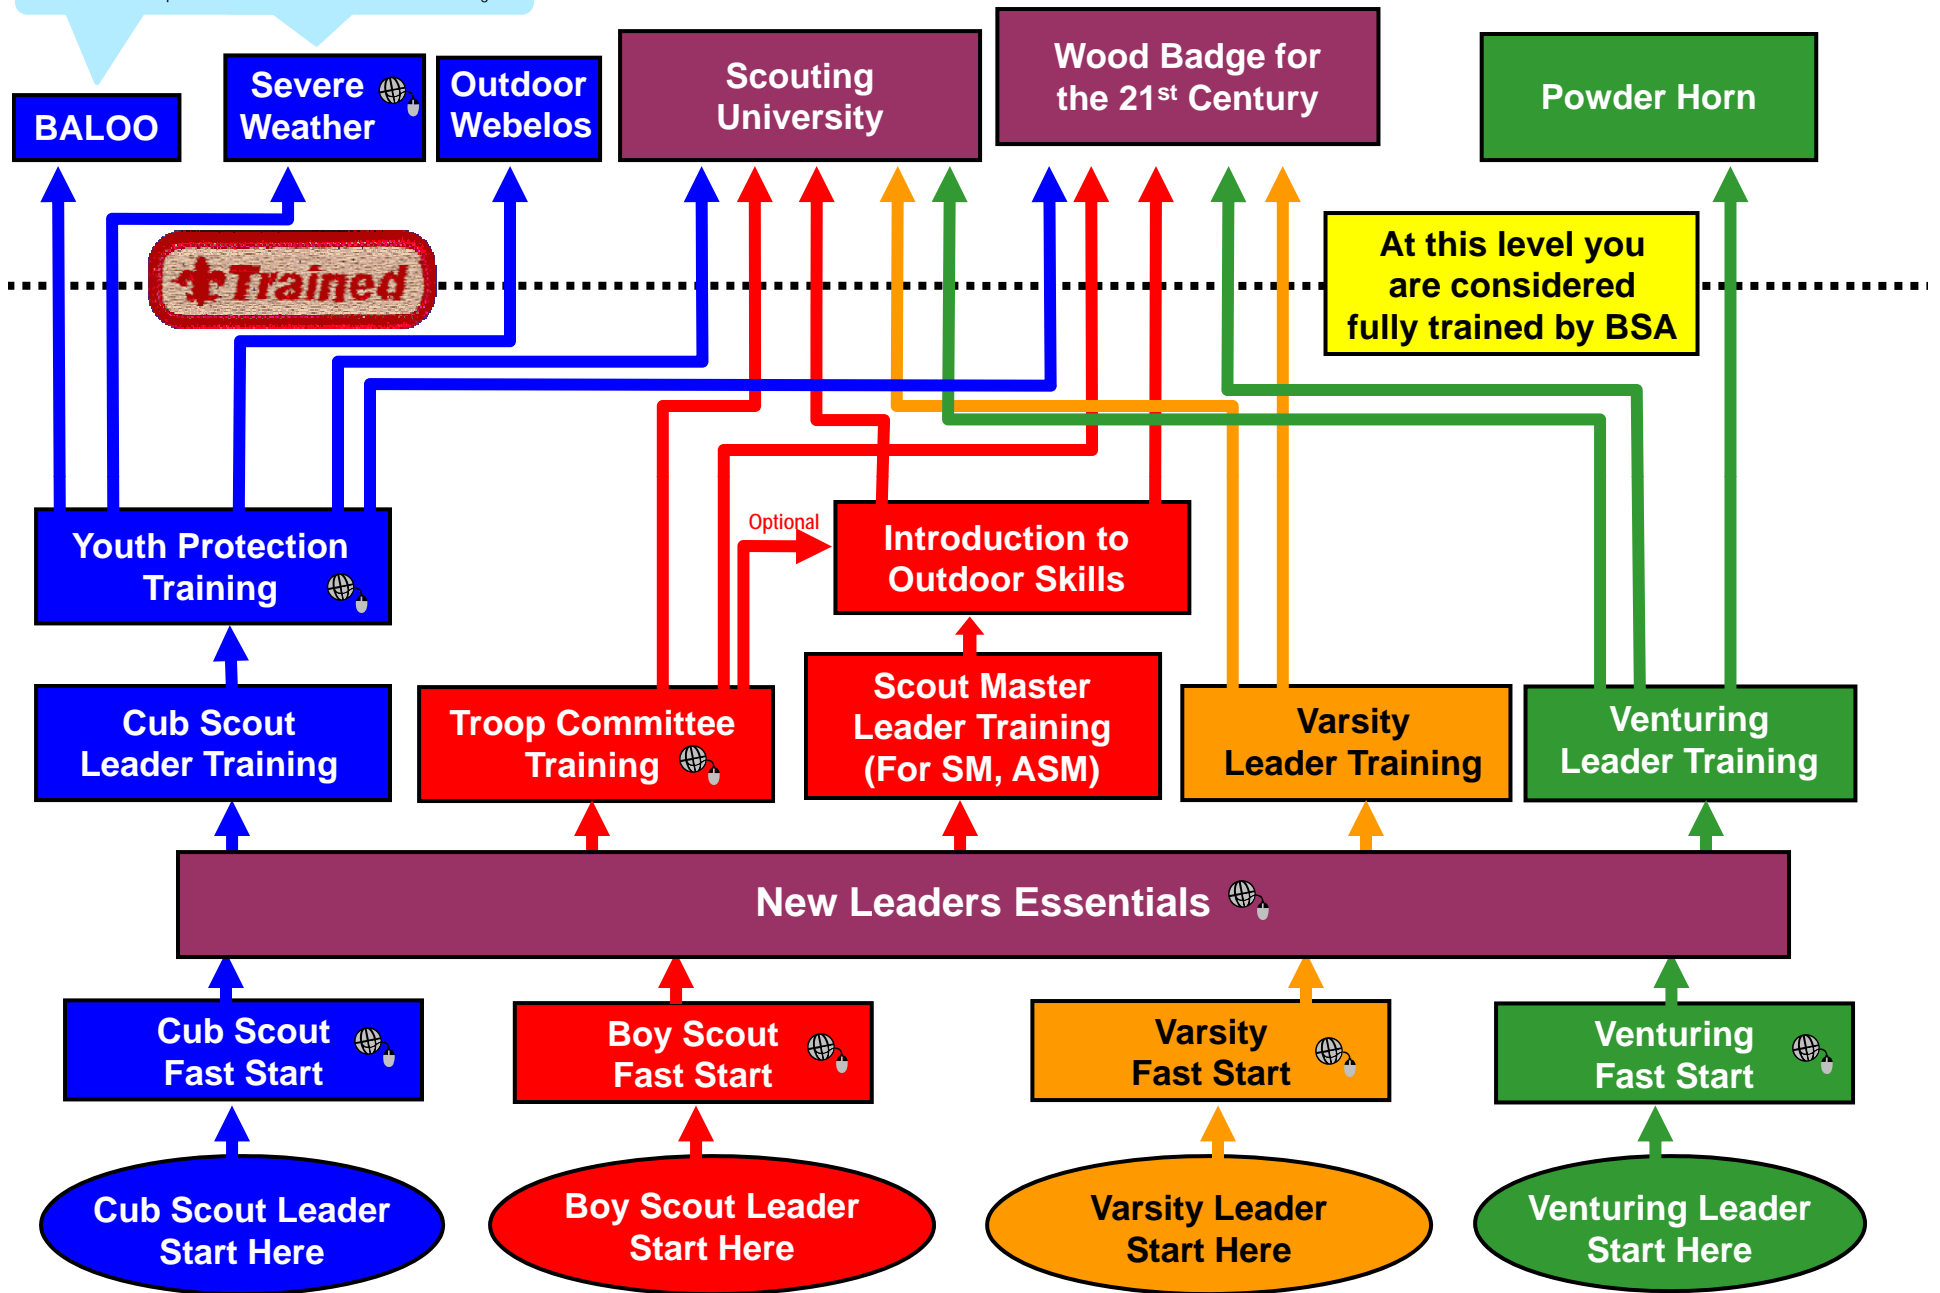 BALOO
Severe
Weather
Outdoor
Webelos
Scouting
University
Wood Badge for
the 21st Century
Powder Horn
Trained
At this level you
are considered
fully trained by BSA
Youth Protection
Training
Optional
Introduction to
Outdoor Skills
Cub Scout
Leader Training
Troop Committee
Training
Scout Master
Leader Training
(For SM, ASM)
Varsity
Leader Training
Venturing
Leader Training
New Leaders Essentials
Cub Scout
Fast Start
Boy Scout
Fast Start
Varsity
Fast Start
Venturing
Fast Start
Cub Scout Leader
Start Here
Boy Scout Leader
Start Here
Varsity Leader
Start Here
Venturing Leader
Start Here